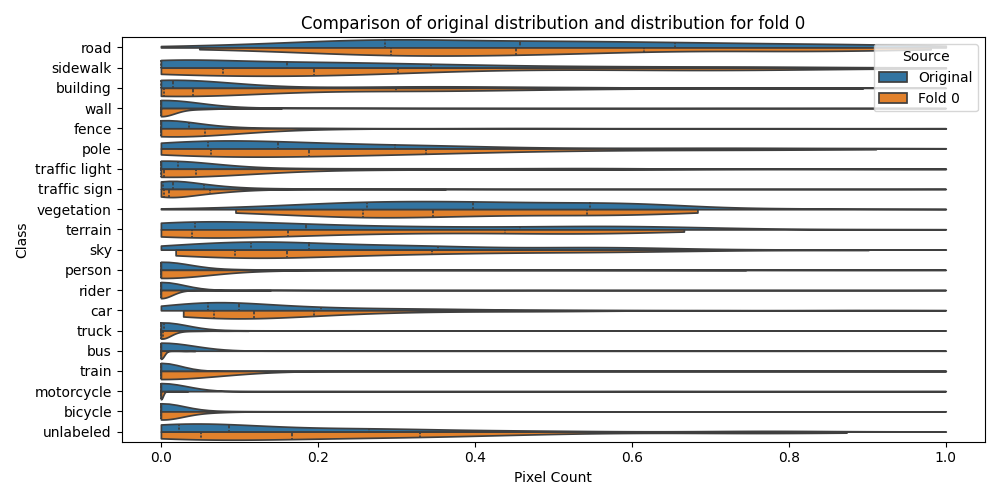 Comparison of original distribution and distribution for fold 0
road
sidewalk
building
wall
fence
pole
traffic light
traffic sign
vegetation
terrain
sky
person
rider
car
truck
bus
train
motorcycle
bicycle
unlabeled
Class
Source
Original
Fold 0
0.0 0.2 0.4 0.6 0.8 1.0
Pixel Count